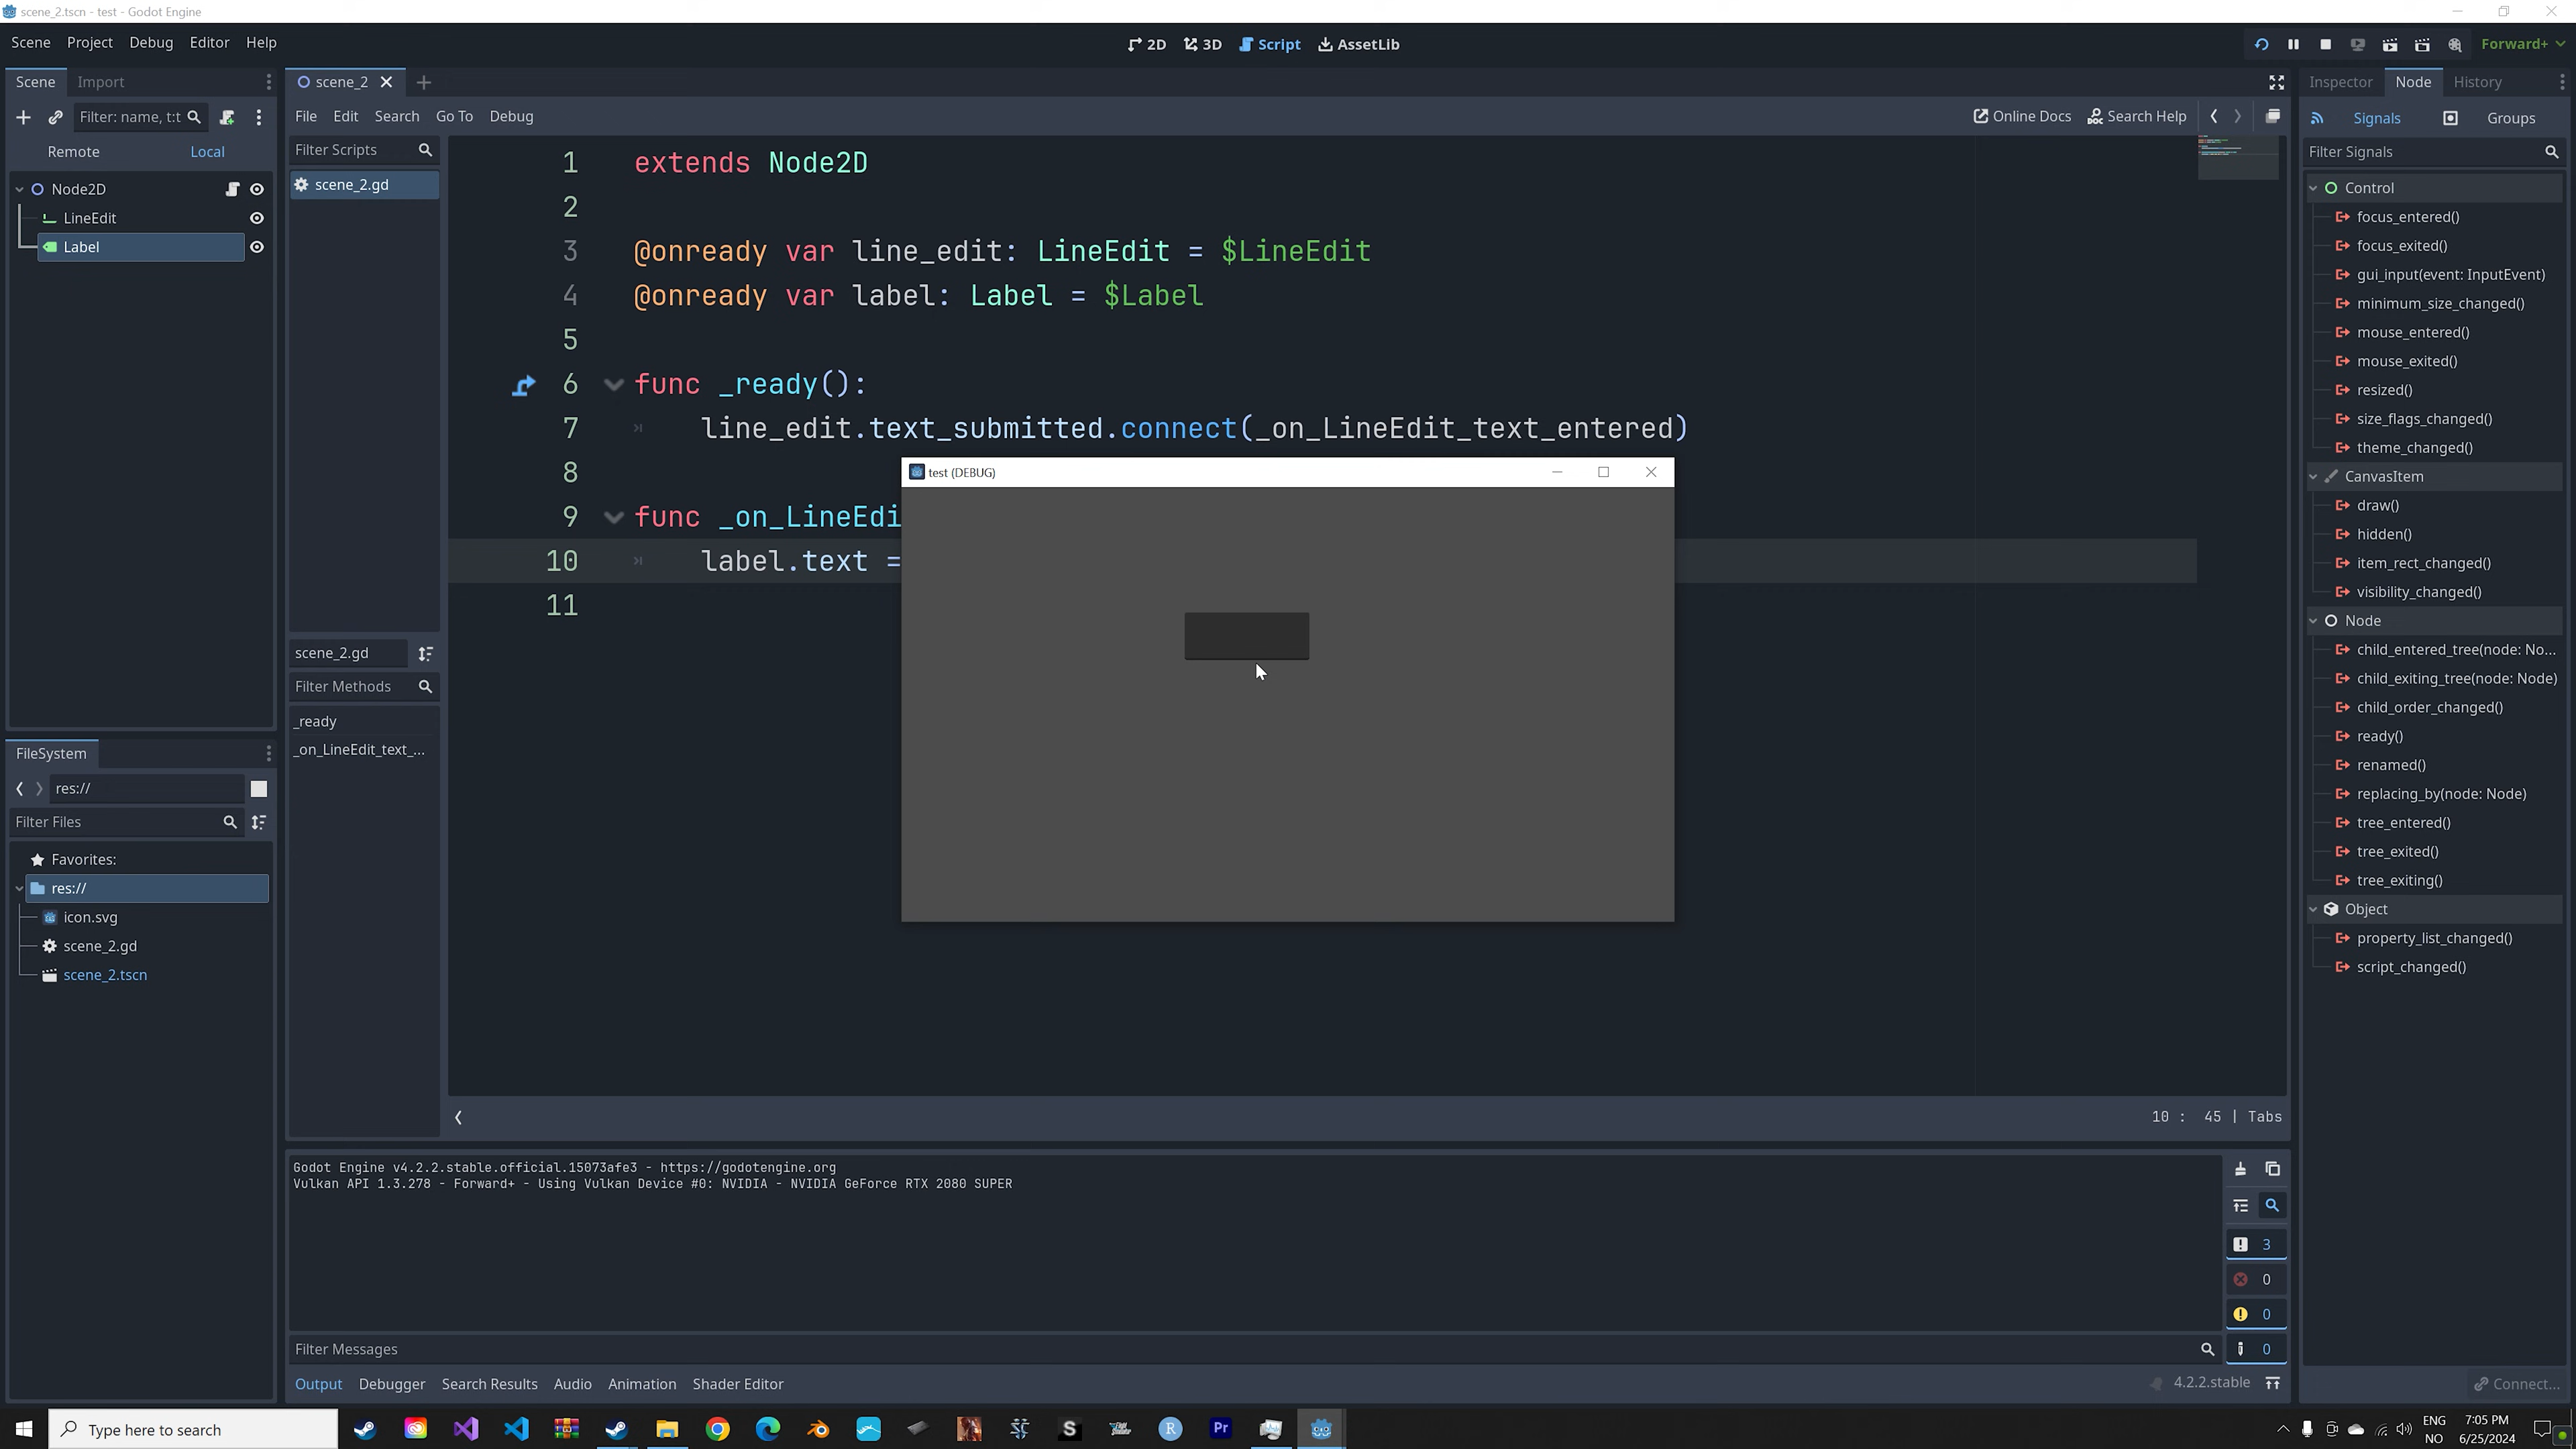 scene_2.tscn - test - Godot Engine
Scene Project Debug Editor Help
2D 3D Script AssetLib
Forward+
Scene Import
scene_2
Inspector Node History
Filter: name, t:t
File Edit Search Go To Debug
Online Docs Search Help
Signals Groups
Remote Local
Filter Scripts
Filter Signals
Node2D
LineEdit
Label
scene_2.gd
1 extends Node2D
2
3 @onready var line_edit: LineEdit = $LineEdit
4 @onready var label: Label = $Label
5
6 func _ready():
7 line_edit.text_submitted.connect(_on_LineEdit_text_entered)
8
9 func _on_LineEdi
10 label.text =
11
test (DEBUG)
Control
focus_entered()
focus_exited()
gui_input(event: InputEvent)
minimum_size_changed()
mouse_entered()
mouse_exited()
resized()
size_flags_changed()
theme_changed()
CanvasItem
draw()
hidden()
item_rect_changed()
visibility_changed()
Node
child_entered_tree(node: No...
child_exiting_tree(node: Node)
child_order_changed()
ready()
renamed()
replacing_by(node: Node)
tree_entered()
tree_exited()
tree_exiting()
Object
property_list_changed()
script_changed()
scene_2.gd
Filter Methods
_ready
_on_LineEdit_text_...
FileSystem
res://
Filter Files
Favorites:
res://
icon.svg
scene_2.gd
scene_2.tscn
10 : 45 | Tabs
Godot Engine v4.2.2.stable.official.15073afe3 - https://godotengine.org
Vulkan API 1.3.278 - Forward+ - Using Vulkan Device #0: NVIDIA - NVIDIA GeForce RTX 2080 SUPER
3
0
0
0
Filter Messages
Output Debugger Search Results Audio Animation Shader Editor
4.2.2.stable
Connect...
Type here to search
Pr
R
S
ENG
NO
7:05 PM
6/25/2024